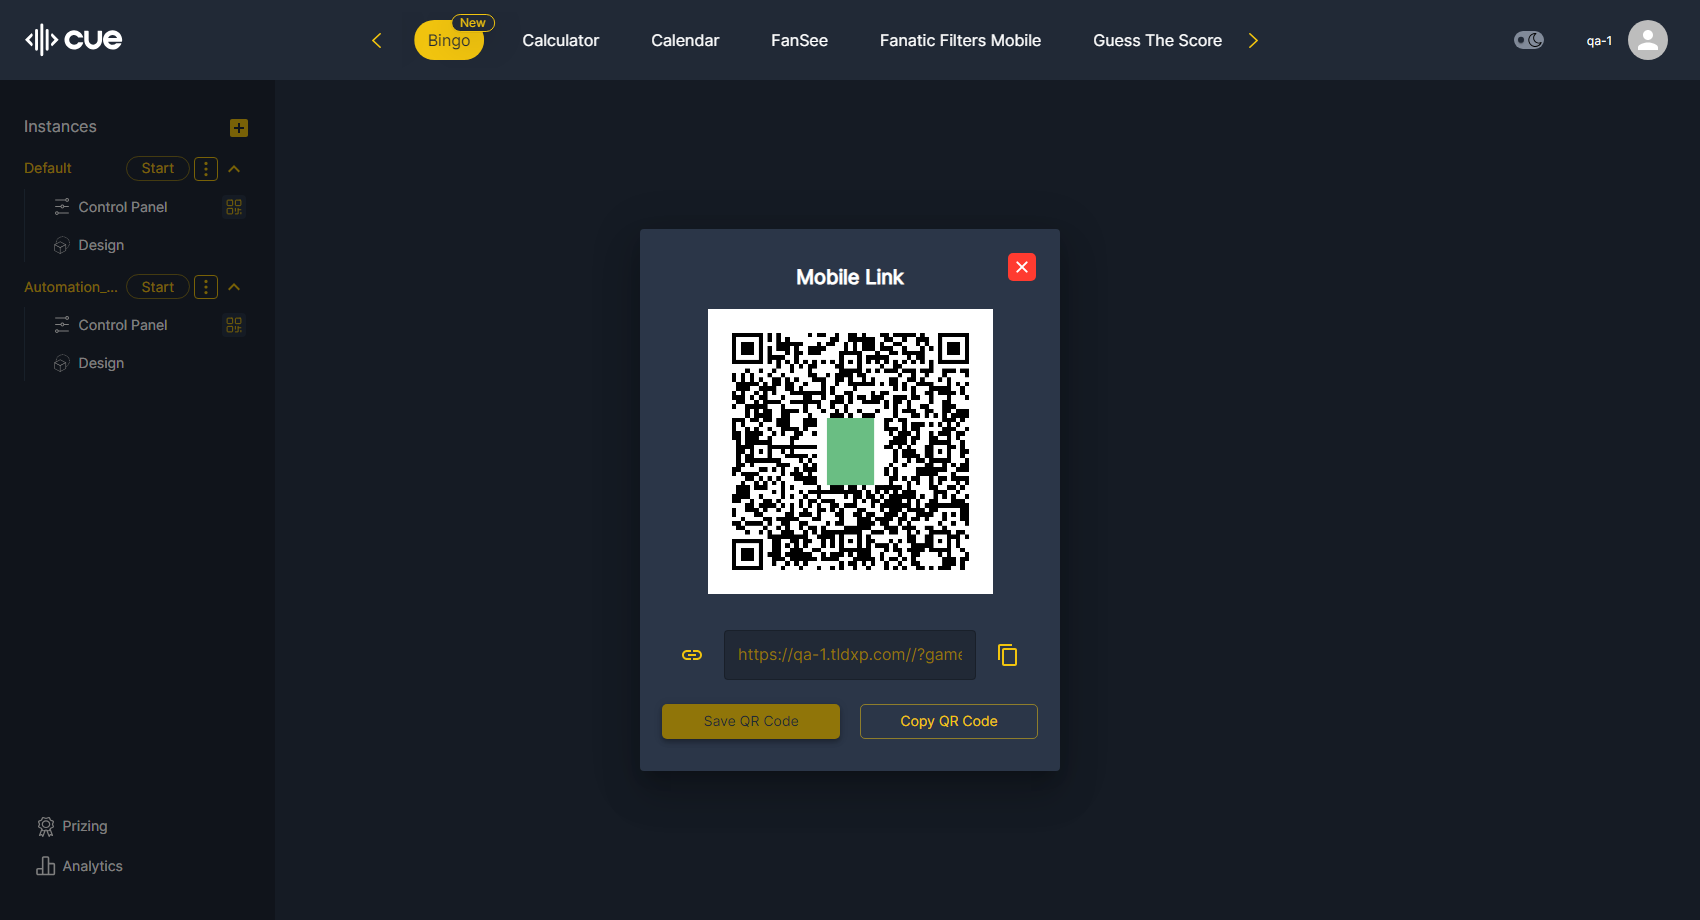 cue
Bingo
New
Calculator
Calendar
FanSee
Fanatic Filters Mobile
Guess The Score
qa-1
Instances
Default
Start
Control Panel
Design
Automation_...
Start
Control Panel
Design
Prizing
Analytics
Mobile Link
https://qa-1.tldxp.com//?game
Save QR Code
Copy QR Code